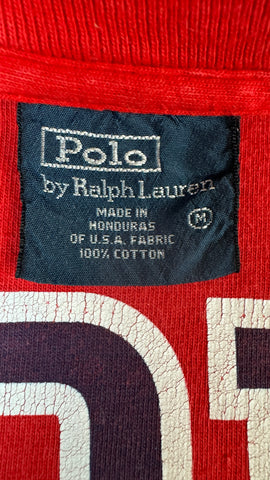 Polo
by Ralph Lauren
MADE IN
HONDURAS
M
OF U.S.A. FABRIC
100% COTTON